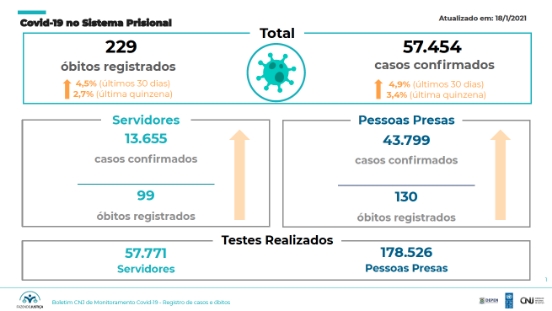 Covid-19 no Sistema Prisional
Atualizado em: 18/1/2021
Total
229
óbitos registrados
4,5% (últimos 30 dias)
2,7% (última quinzena)
57.454
casos confirmados
4,9% (últimos 30 dias)
3,4% (última quinzena)
Servidores
13.655
casos confirmados
99
óbitos registrados
Pessoas Presas
43.799
casos confirmados
130
óbitos registrados
Testes Realizados
57.771
Servidores
178.526
Pessoas Presas
1
Boletim CNJ de Monitoramento Covid-19 - Registro de casos e óbitos
DEPEN
CNJ